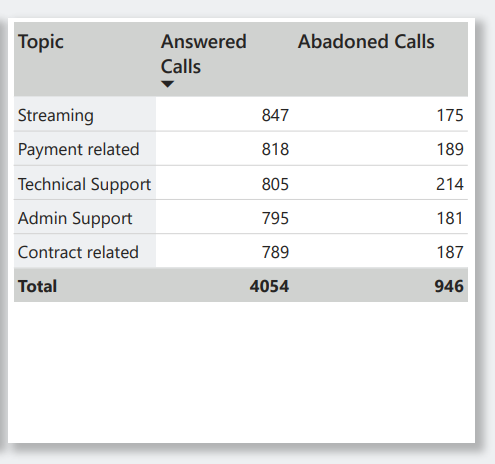 Topic Answered Calls Abadoned Calls
Streaming 847 175
Payment related 818 189
Technical Support 805 214
Admin Support 795 181
Contract related 789 187
Total 4054 946